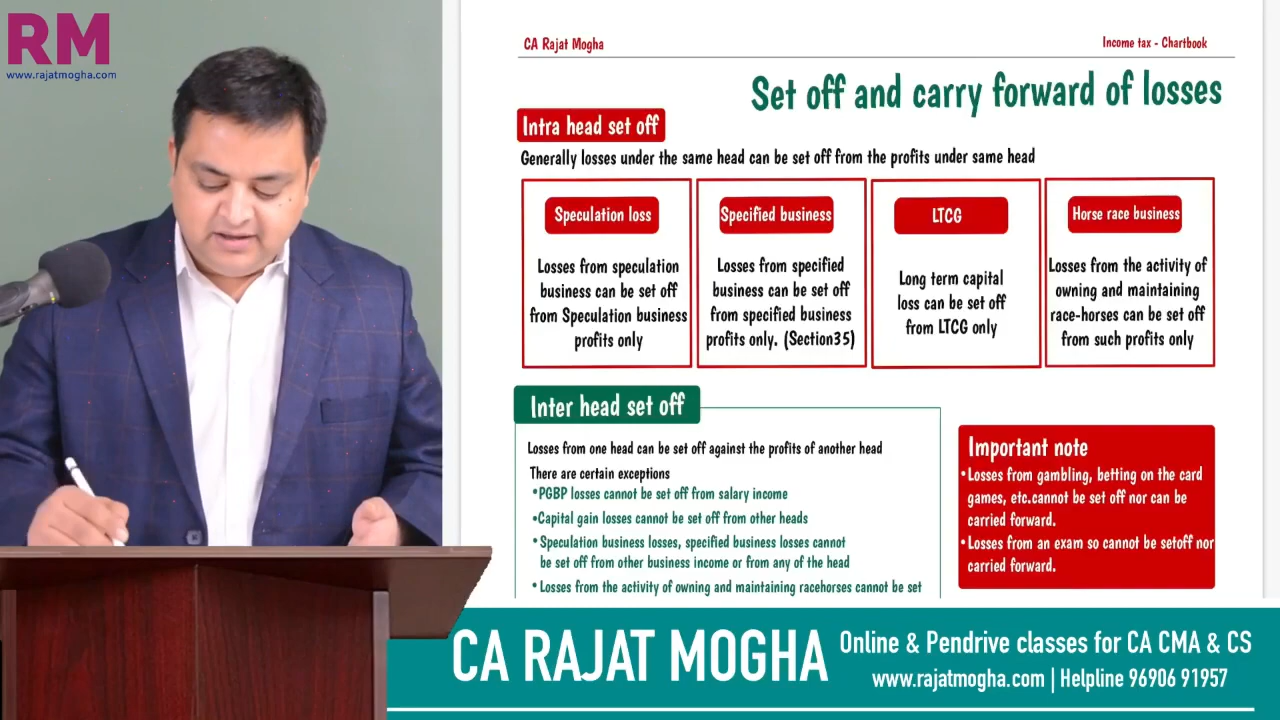 RM
www.rajatmogha.com
CA Rajat Mogha
Income tax - Chartbook
Set off and carry forward of losses
Intra head set off
Generally losses under the same head can be set off from the profits under same head
Speculation loss
Losses from speculation
business can be set off
from Speculation business
profits only
Specified business
Losses from specified
business can be set off
from specified business
profits only. (Section35)
LTCG
Long term capital
loss can be set off
from LTCG only
Horse race business
Losses from the activity of
owning and maintaining
race-horses can be set off
from such profits only
Inter head set off
Losses from one head can be set off against the profits of another head
There are certain exceptions
•PGBP losses cannot be set off from salary income
•Capital gain losses cannot be set off from other heads
• Speculation business losses, specified business losses cannot
be set off from other business income or from any of the head
• Losses from the activity of owning and maintaining racehorses cannot be set
Important note
•Losses from gambling, betting on the card
games, etc.cannot be set off nor can be
carried forward.
•Losses from an exam so cannot be setoff nor
carried forward.
CA RAJAT MOGHA
Online & Pendrive classes for CA CMA & CS
www.rajatmogha.com | Helpline 96906 91957